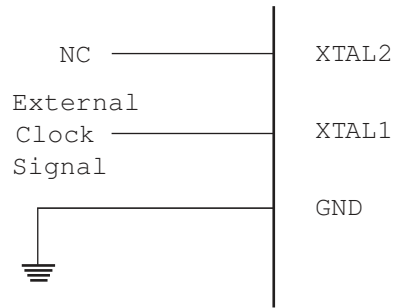 NC
XTAL2
External
Clock
Signal
XTAL1
GND